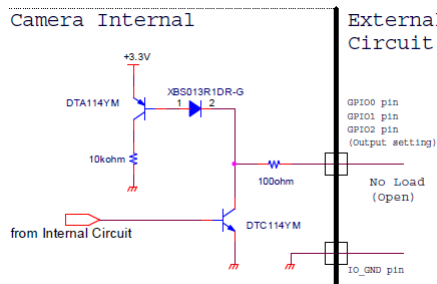 Camera Internal
External
Circuit
+3.3V
XBS013R1DR-G
DTA114YM
1
2
GPIO0 pin
GPIO1 pin
GPIO2 pin
(Output setting)
10kohm
100ohm
No Load
(Open)
DTC114YM
from Internal Circuit
IO_GND pin